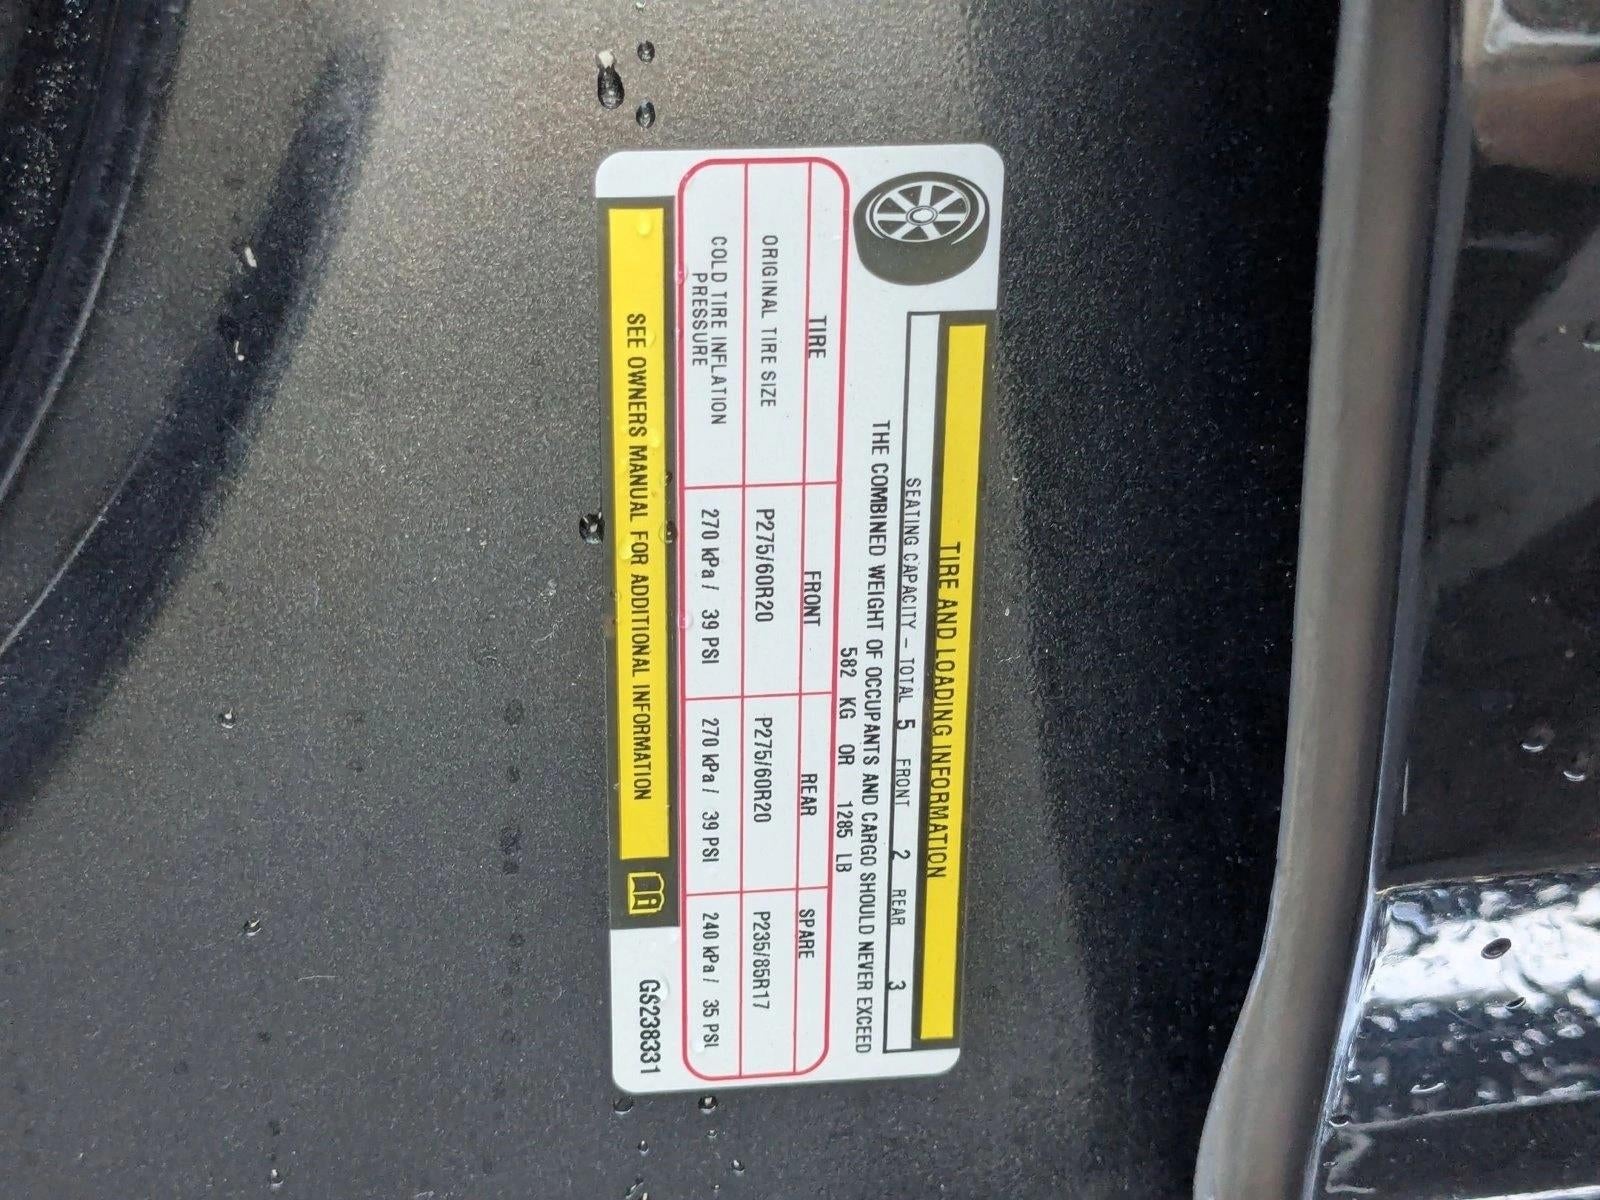 TIRE AND LOADING INFORMATION
SEATING CAPACITY – TOTAL 5 FRONT 2 REAR 3
THE COMBINED WEIGHT OF OCCUPANTS AND CARGO SHOULD NEVER EXCEED
582 KG OR 1285 LB
TIRE FRONT REAR SPARE
ORIGINAL TIRE SIZE P275/60R20 P275/60R20 P235/85R17
COLD TIRE INFLATION
PRESSURE 270 kPa / 39 PSI 270 kPa / 39 PSI 240 kPa / 35 PSI
SEE OWNERS MANUAL FOR ADDITIONAL INFORMATION
GS238331